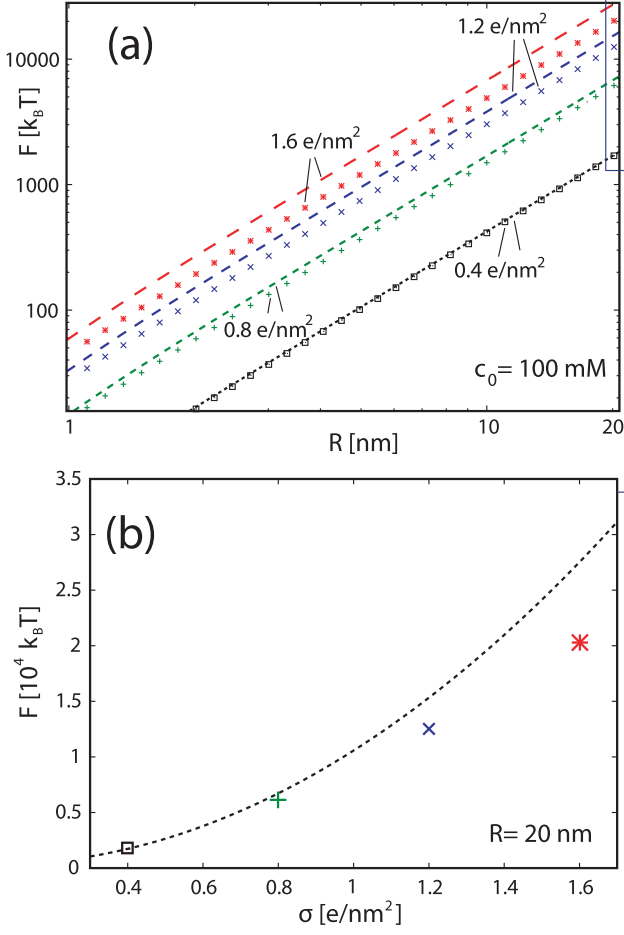 (a)
1.2 e/nm²
10000
F [k_BT]
1.6 e/nm²
1000
0.4 e/nm²
100
0.8 e/nm²
c₀= 100 mM
1 10 20
R [nm]
3.5
(b)
3
2.5
F [10⁴ k_BT]
2
1.5
1
0.5
R= 20 nm
0
0.4 0.6 0.8 1 1.2 1.4 1.6
σ [e/nm²]